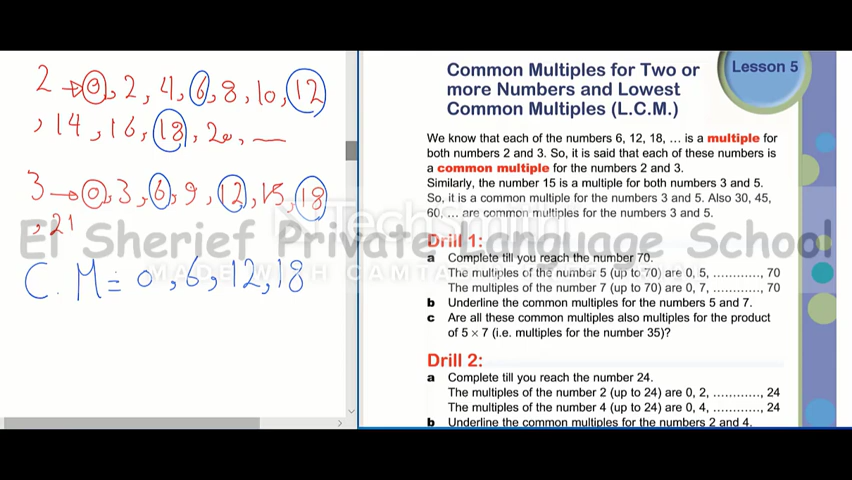 2 → 0, 2, 4, 6, 8, 10, 12
, 14, 16, 18, 20, __
3 → 0, 3, 6, 9, 12, 15, 18
, 21
C. M = 0, 6, 12, 18
Lesson 5
Common Multiples for Two or
more Numbers and Lowest
Common Multiples (L.C.M.)
We know that each of the numbers 6, 12, 18, ... is a multiple for
both numbers 2 and 3. So, it is said that each of these numbers is
a common multiple for the numbers 2 and 3.
Similarly, the number 15 is a multiple for both numbers 3 and 5.
So, it is a common multiple for the numbers 3 and 5. Also 30, 45,
60, ... are common multiples for the numbers 3 and 5.
Drill 1:
a Complete till you reach the number 70.
The multiples of the number 5 (up to 70) are 0, 5, ............, 70
The multiples of the number 7 (up to 70) are 0, 7, ............, 70
b Underline the common multiples for the numbers 5 and 7.
c Are all these common multiples also multiples for the product
of 5 × 7 (i.e. multiples for the number 35)?
Drill 2:
a Complete till you reach the number 24.
The multiples of the number 2 (up to 24) are 0, 2, ............, 24
The multiples of the number 4 (up to 24) are 0, 4, ............, 24
b Underline the common multiples for the numbers 2 and 4.
El Sherief Private Language School
TechSmith
MADE WITH CAMTASIA